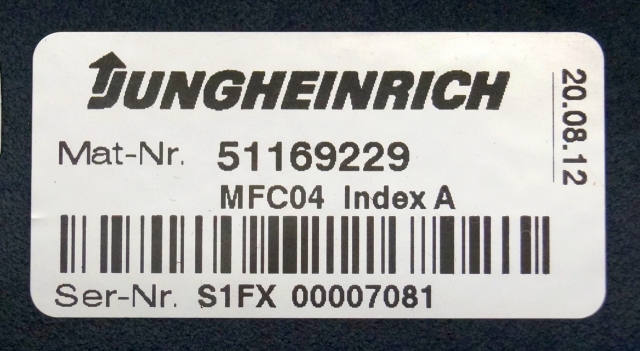 JUNGHEINRICH
Mat-Nr. 51169229
MFC04 Index A
Ser-Nr. S1FX 00007081
20.08.12